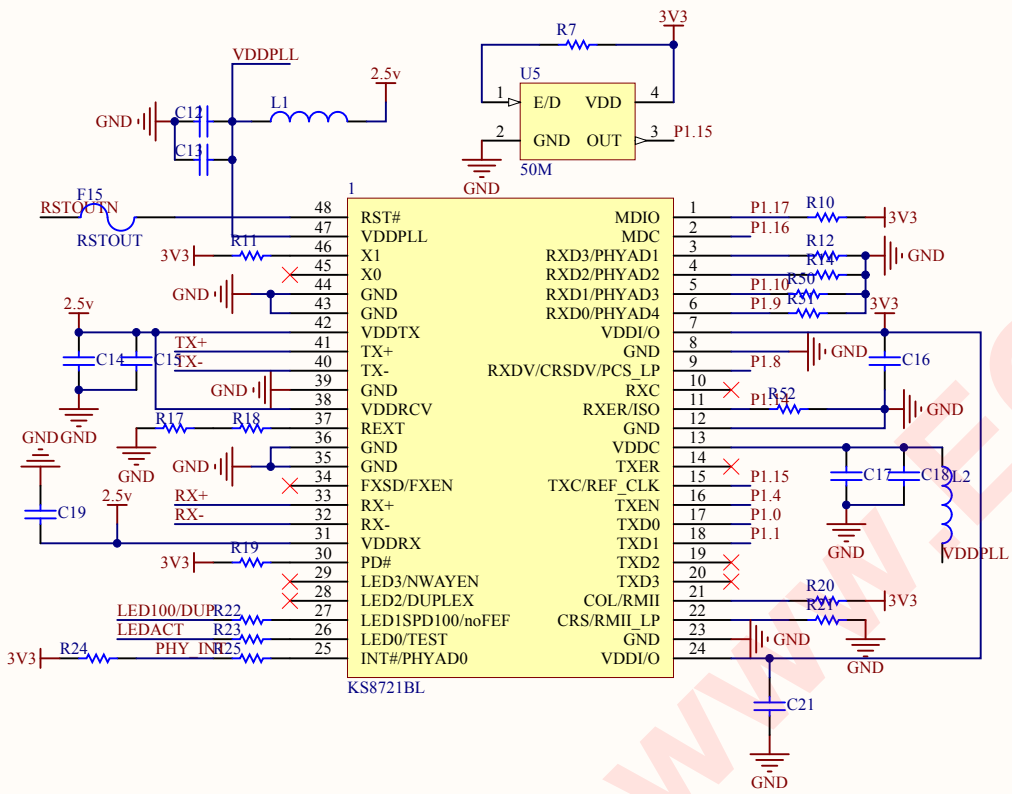 3V3
R7
VDDPLL
2.5v
U5
L1
1 E/D VDD 4
C12
GND
2 GND OUT 3 P1.15
C13
50M
GND
1
F15
RSTOUTN
RSTOUT
48 RST# MDIO 1 P1.17 R10 3V3
47 VDDPLL MDC 2 P1.16
3V3 R11 46 X1 RXD3/PHYAD1 3 R12 GND
45 X0 RXD2/PHYAD2 4 R14
GND 44 GND RXD1/PHYAD3 5 P1.10 R50
43 GND RXD0/PHYAD4 6 P1.9 R51
2.5v 3V3
42 VDDTX VDDI/O 7
TX+ 41 TX+ GND 8 GND
C14 C15 C16
TX- 40 TX- RXDV/CRSDV/PCS_LP 9 P1.8
GND 39 GND RXC 10
38 VDDRCV RXER/ISO 11 P1.14 R52 GND
R17 R18 37 REXT GND 12
GND GND
GND
36 GND VDDC 13
GND 35 GND TXER 14
34 FXSD/FXEN TXC/REF_CLK 15 P1.15
C17 C18 L2
2.5v
RX+ 33 RX+ TXEN 16 P1.4
C19
RX- 32 RX- TXD0 17 P1.0
31 VDDRX TXD1 18 P1.1
GND VDDPLL
3V3 R19 30 PD# TXD2 19
29 LED3/NWAYEN TXD3 20
28 LED2/DUPLEX COL/RMII 21 R20 3V3
LED100/DUP R22 27 LED1SPD100/noFEF CRS/RMII_LP 22 R21
LEDACT R23 26 LED0/TEST GND 23 GND
3V3 R24 PHY_INT R25 25 INT#/PHYAD0 VDDI/O 24
GND
KS8721BL
C21
GND
www.